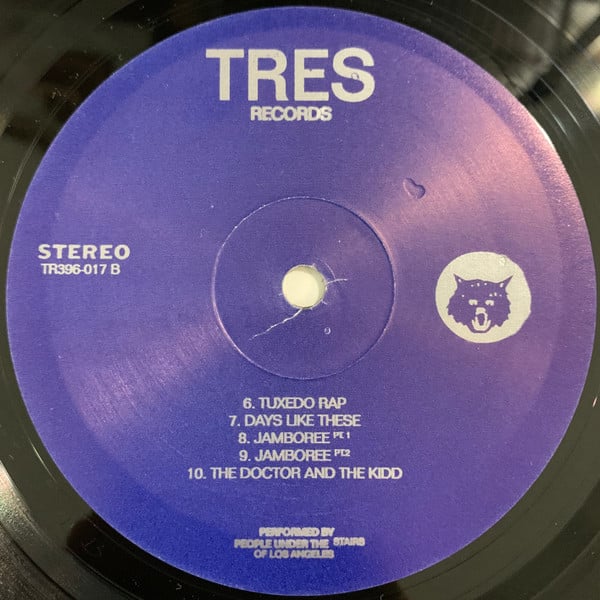 TRES
RECORDS
STEREO
TR396-017 B
6. TUXEDO RAP
7. DAYS LIKE THESE
8. JAMBOREE PT 1
9. JAMBOREE PT2
10. THE DOCTOR AND THE KIDD
PERFORMED BY
PEOPLE UNDER THE STAIRS
OF LOS ANGELES